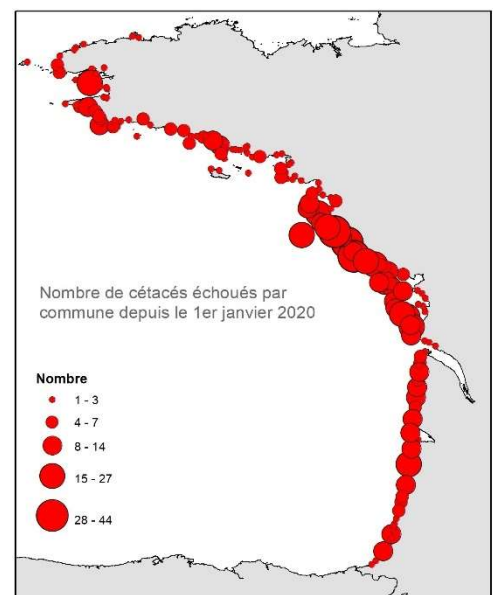 Nombre de cétacés échoués par
commune depuis le 1er janvier 2020
Nombre
1 - 3
4 - 7
8 - 14
15 - 27
28 - 44